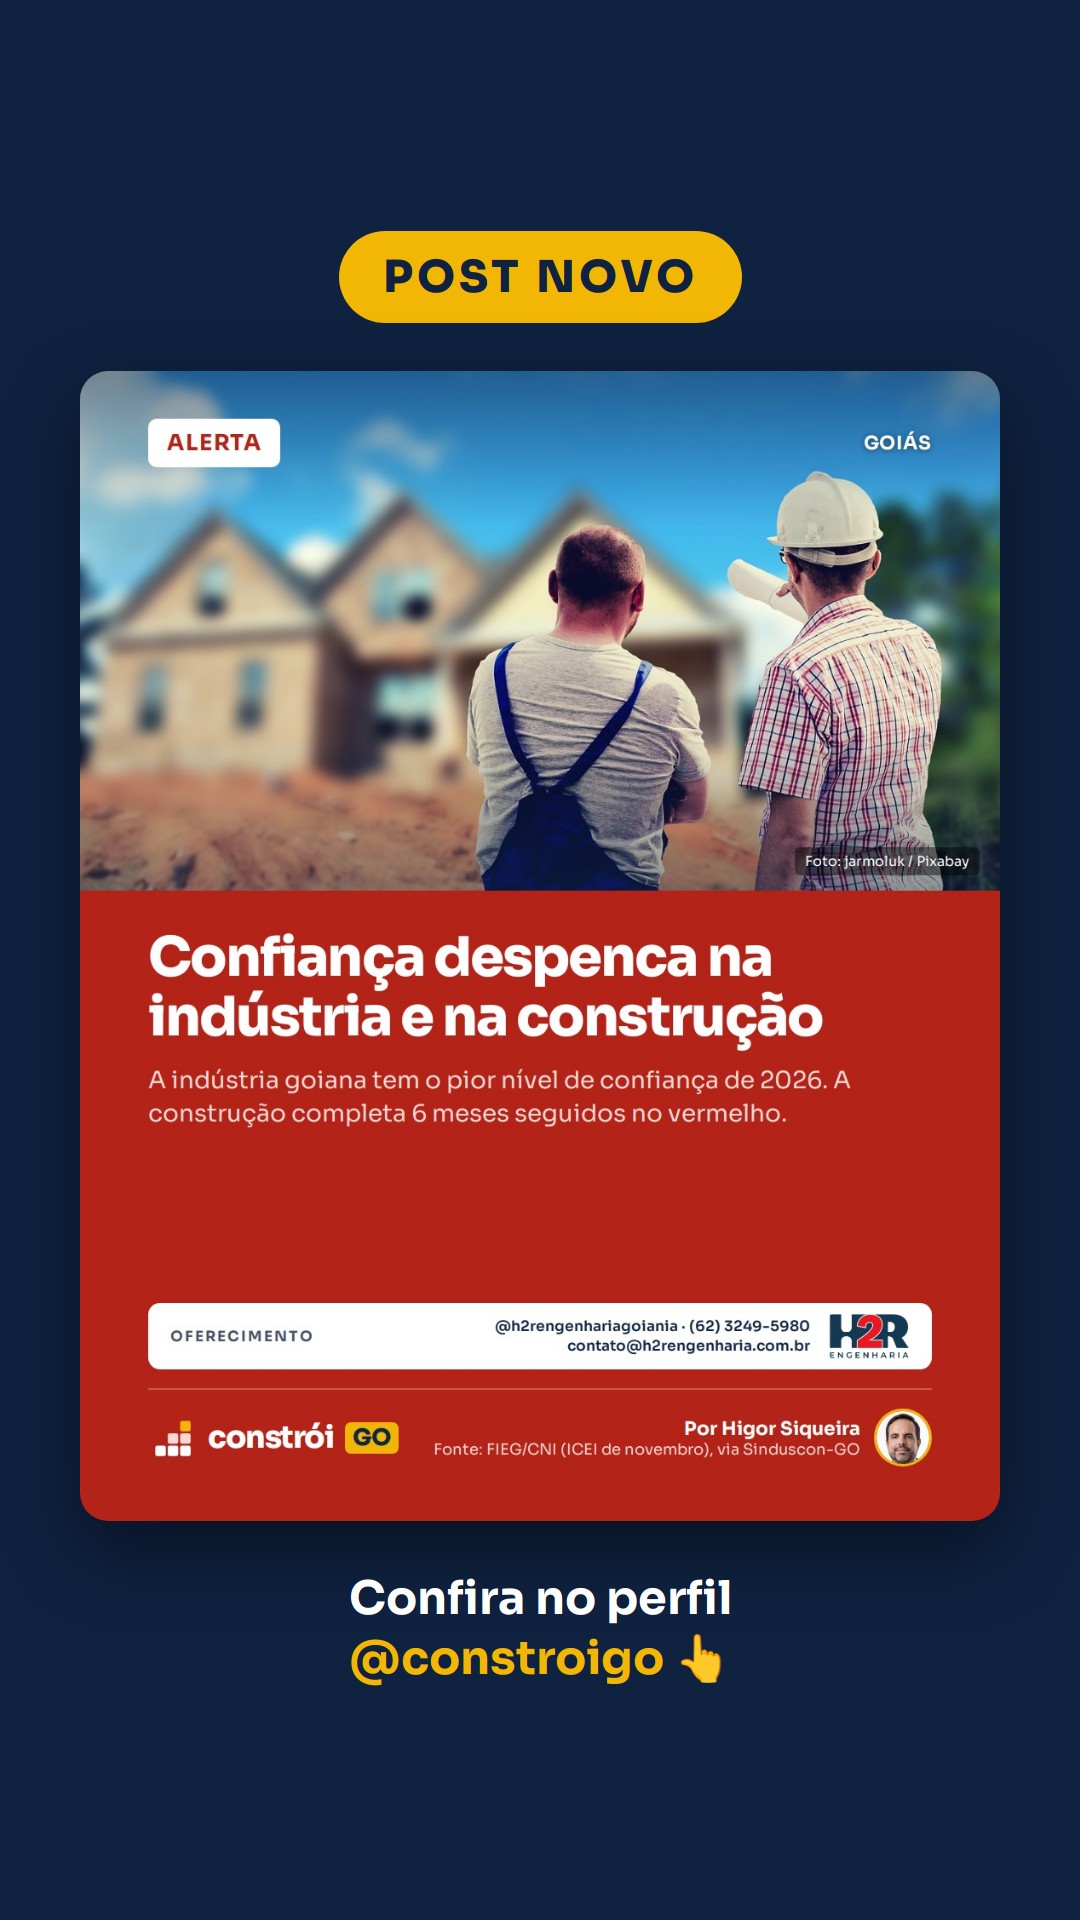 POST NOVO
ALERTA
GOIÁS
Foto: jarmoluk / Pixabay
Confiança despenca na
indústria e na construção
A indústria goiana tem o pior nível de confiança de 2026. A
construção completa 6 meses seguidos no vermelho.
OFERECIMENTO
@h2rengenhariagoiania · (62) 3249-5980
contato@h2rengenharia.com.br
H2R
ENGENHARIA
constrói GO
Por Higor Siqueira
Fonte: FIEG/CNI (ICEI de novembro), via Sinduscon-GO
Confira no perfil
@constroigo 👆